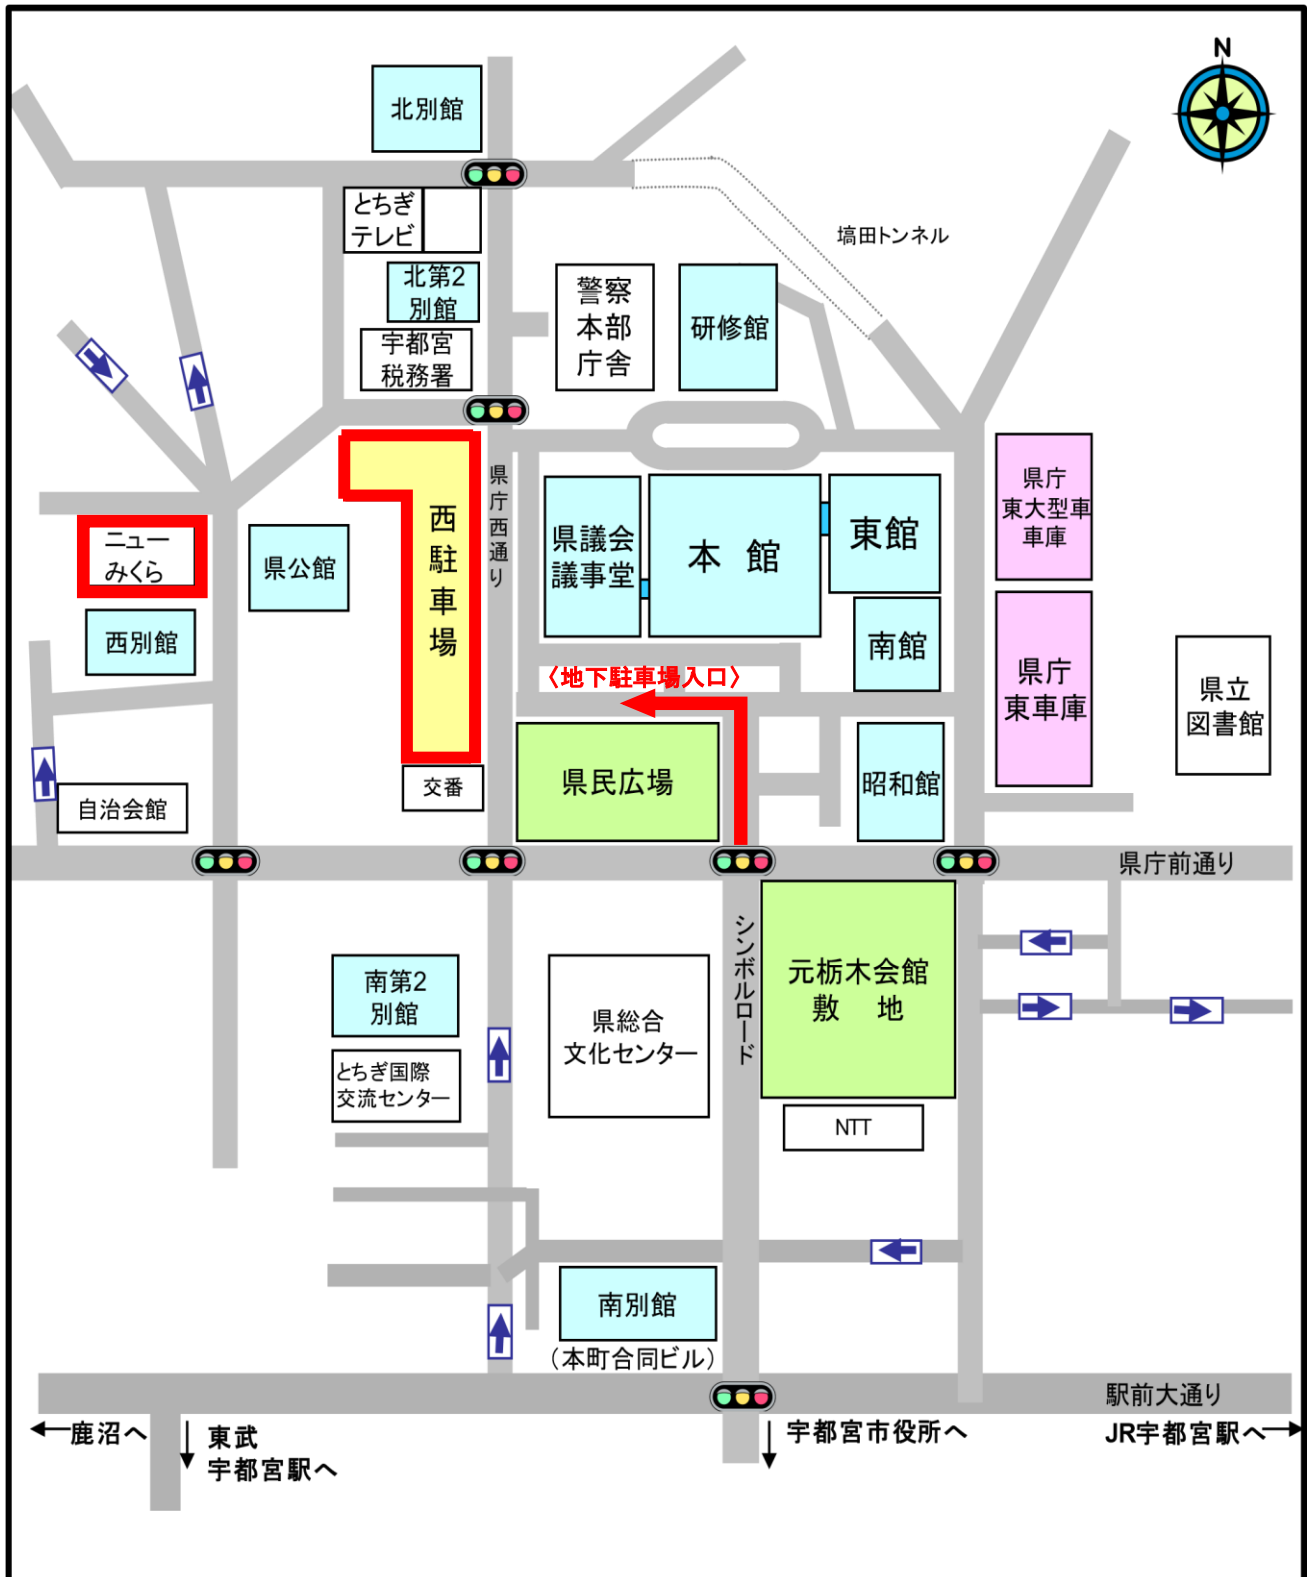 N
北別館
とちぎ
テレビ
塙田トンネル
北第2
別館
警察
本部
庁舎
研修館
宇都宮
税務署
県庁西通り
西駐車場
県議会
議事堂
本 館
東館
県庁
東大型車
車庫
ニュー
みくら
県公館
西別館
南館
県庁
東車庫
県立
図書館
〈地下駐車場入口〉
県民広場
昭和館
交番
自治会館
県庁前通り
シンボルロード
元栃木会館
敷 地
南第2
別館
県総合
文化センター
とちぎ国際
交流センター
NTT
南別館
(本町合同ビル)
駅前大通り
鹿沼へ
東武
宇都宮駅へ
宇都宮市役所へ
JR宇都宮駅へ